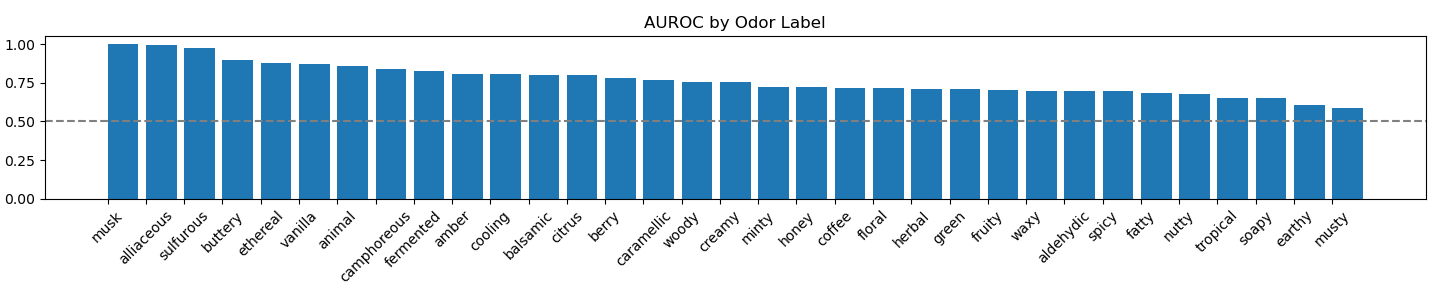 AUROC by Odor Label
1.00
0.75
0.50
0.25
0.00
musk
alliaceous
sulfurous
buttery
ethereal
vanilla
animal
camphoreous
fermented
amber
cooling
balsamic
citrus
berry
caramellic
woody
creamy
minty
honey
coffee
floral
herbal
green
fruity
waxy
aldehydic
spicy
fatty
nutty
tropical
soapy
earthy
musty